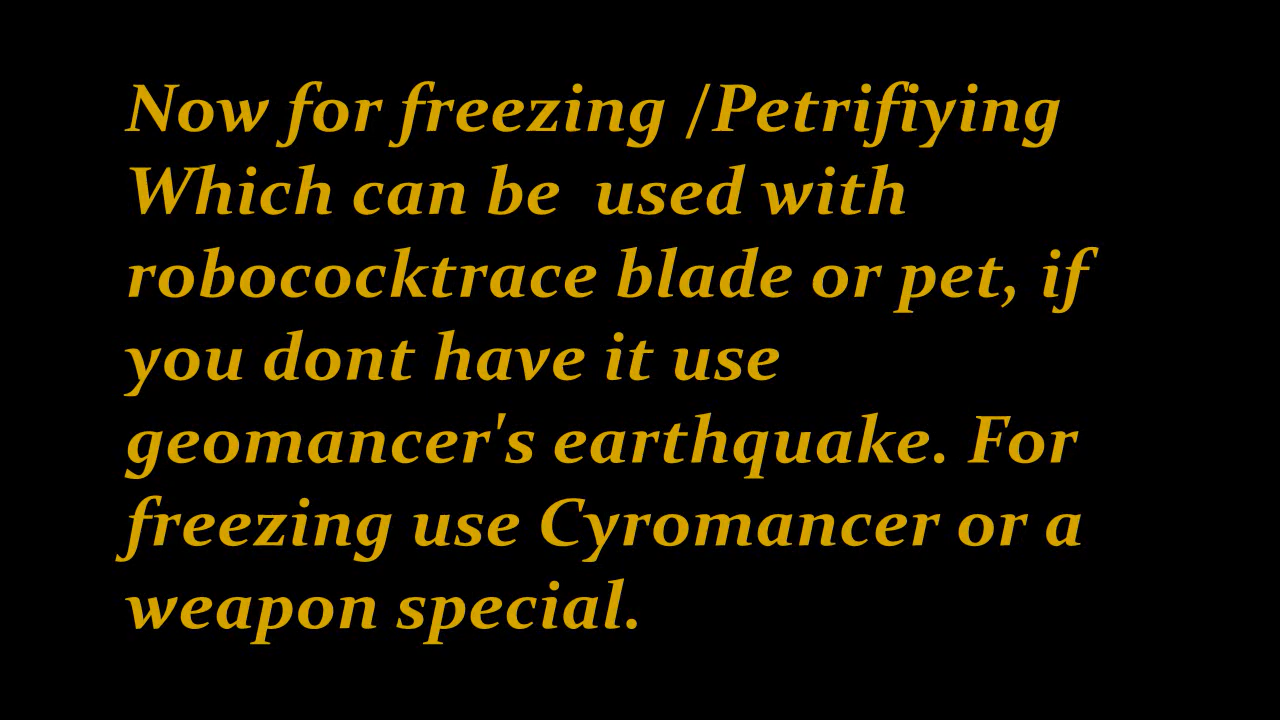 Now for freezing /Petrifiying
Which can be  used with
robococktrace blade or pet, if
you dont have it use
geomancer's earthquake. For
freezing use Cyromancer or a
weapon special.